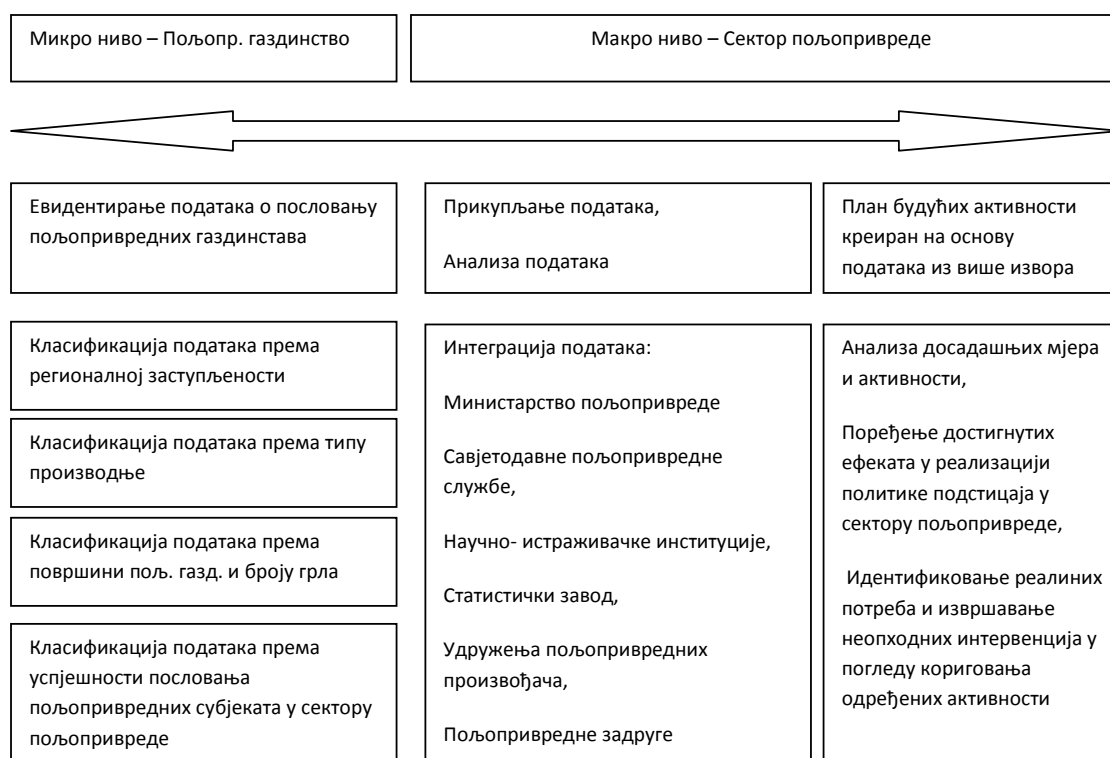 Микро ниво – Пољопр. газдинство
Макро ниво – Сектор пољопривреде
Евидентирање података о пословању
пољопривредних газдинстава
Прикупљање података,
Анализа података
План будућих активности
креиран на основу
података из више извора
Класификација података према
регионалној заступљености
Класификација података према типу
производње
Класификација података према
површини пољ. газд. и броју грла
Класификација података према
успјешности пословања
пољопривредних субјеката у сектору
пољопривреде
Интеграција података:
Министарство пољопривреде
Савјетодавне пољопривредне
службе,
Научно- истраживачке институције,
Статистички завод,
Удружења пољопривредних
произвођача,
Пољопривредне задруге
Анализа досадашњих мјера
и активности,
Поређење достигнутих
ефеката у реализацији
политике подстицаја у
сектору пољопривреде,
Идентификовање реалиних
потреба и извршавање
неопходних интервенција у
погледу кориговања
одређених активности